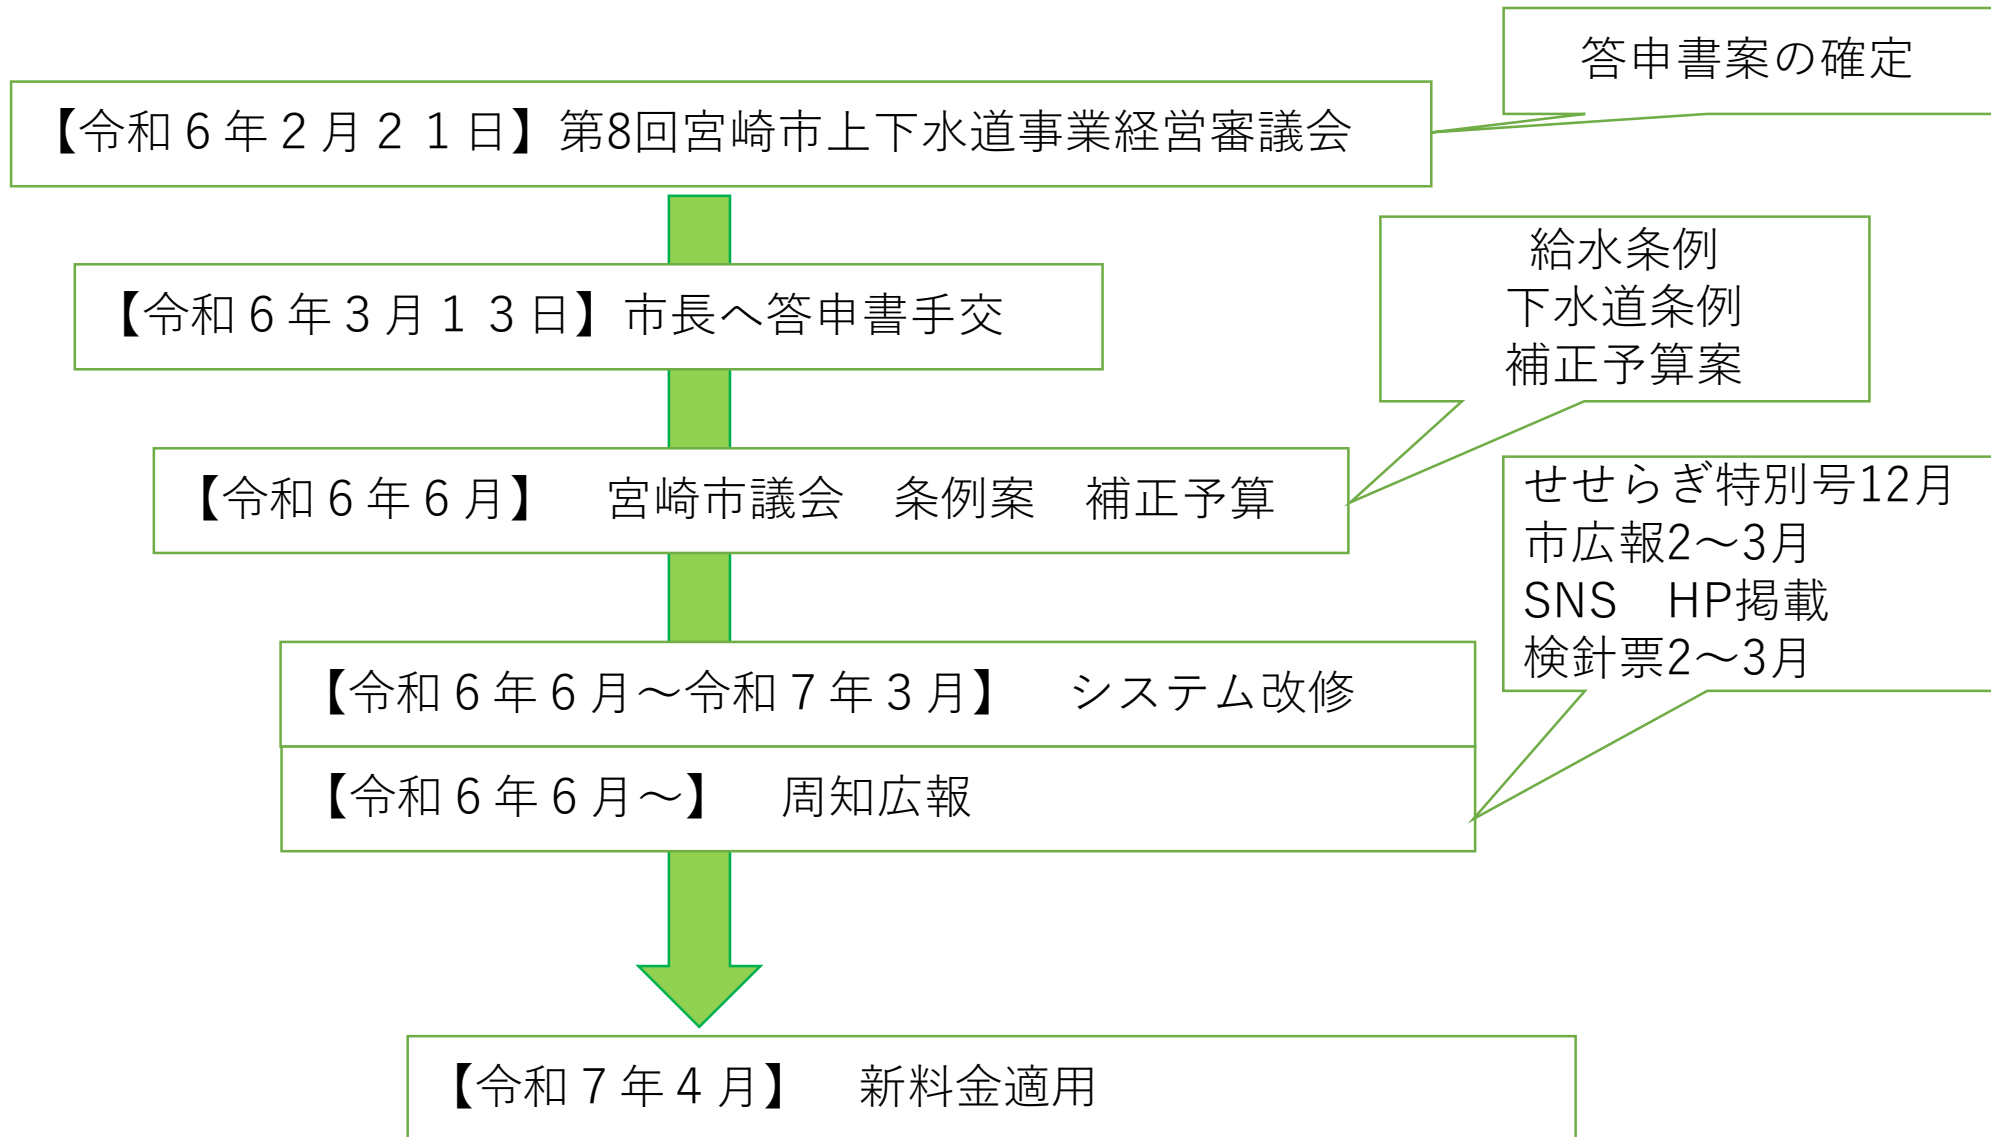 答申書案の確定
【令和６年２月２１日】第8回宮崎市上下水道事業経営審議会
【令和６年３月１３日】市長へ答申書手交
給水条例
下水道条例
補正予算案
【令和６年６月】　宮崎市議会　条例案　補正予算
せせらぎ特別号12月
市広報2～3月
SNS　HP掲載
検針票2～3月
【令和６年６月～令和７年３月】　システム改修
【令和６年６月～】　周知広報
【令和７年４月】　新料金適用